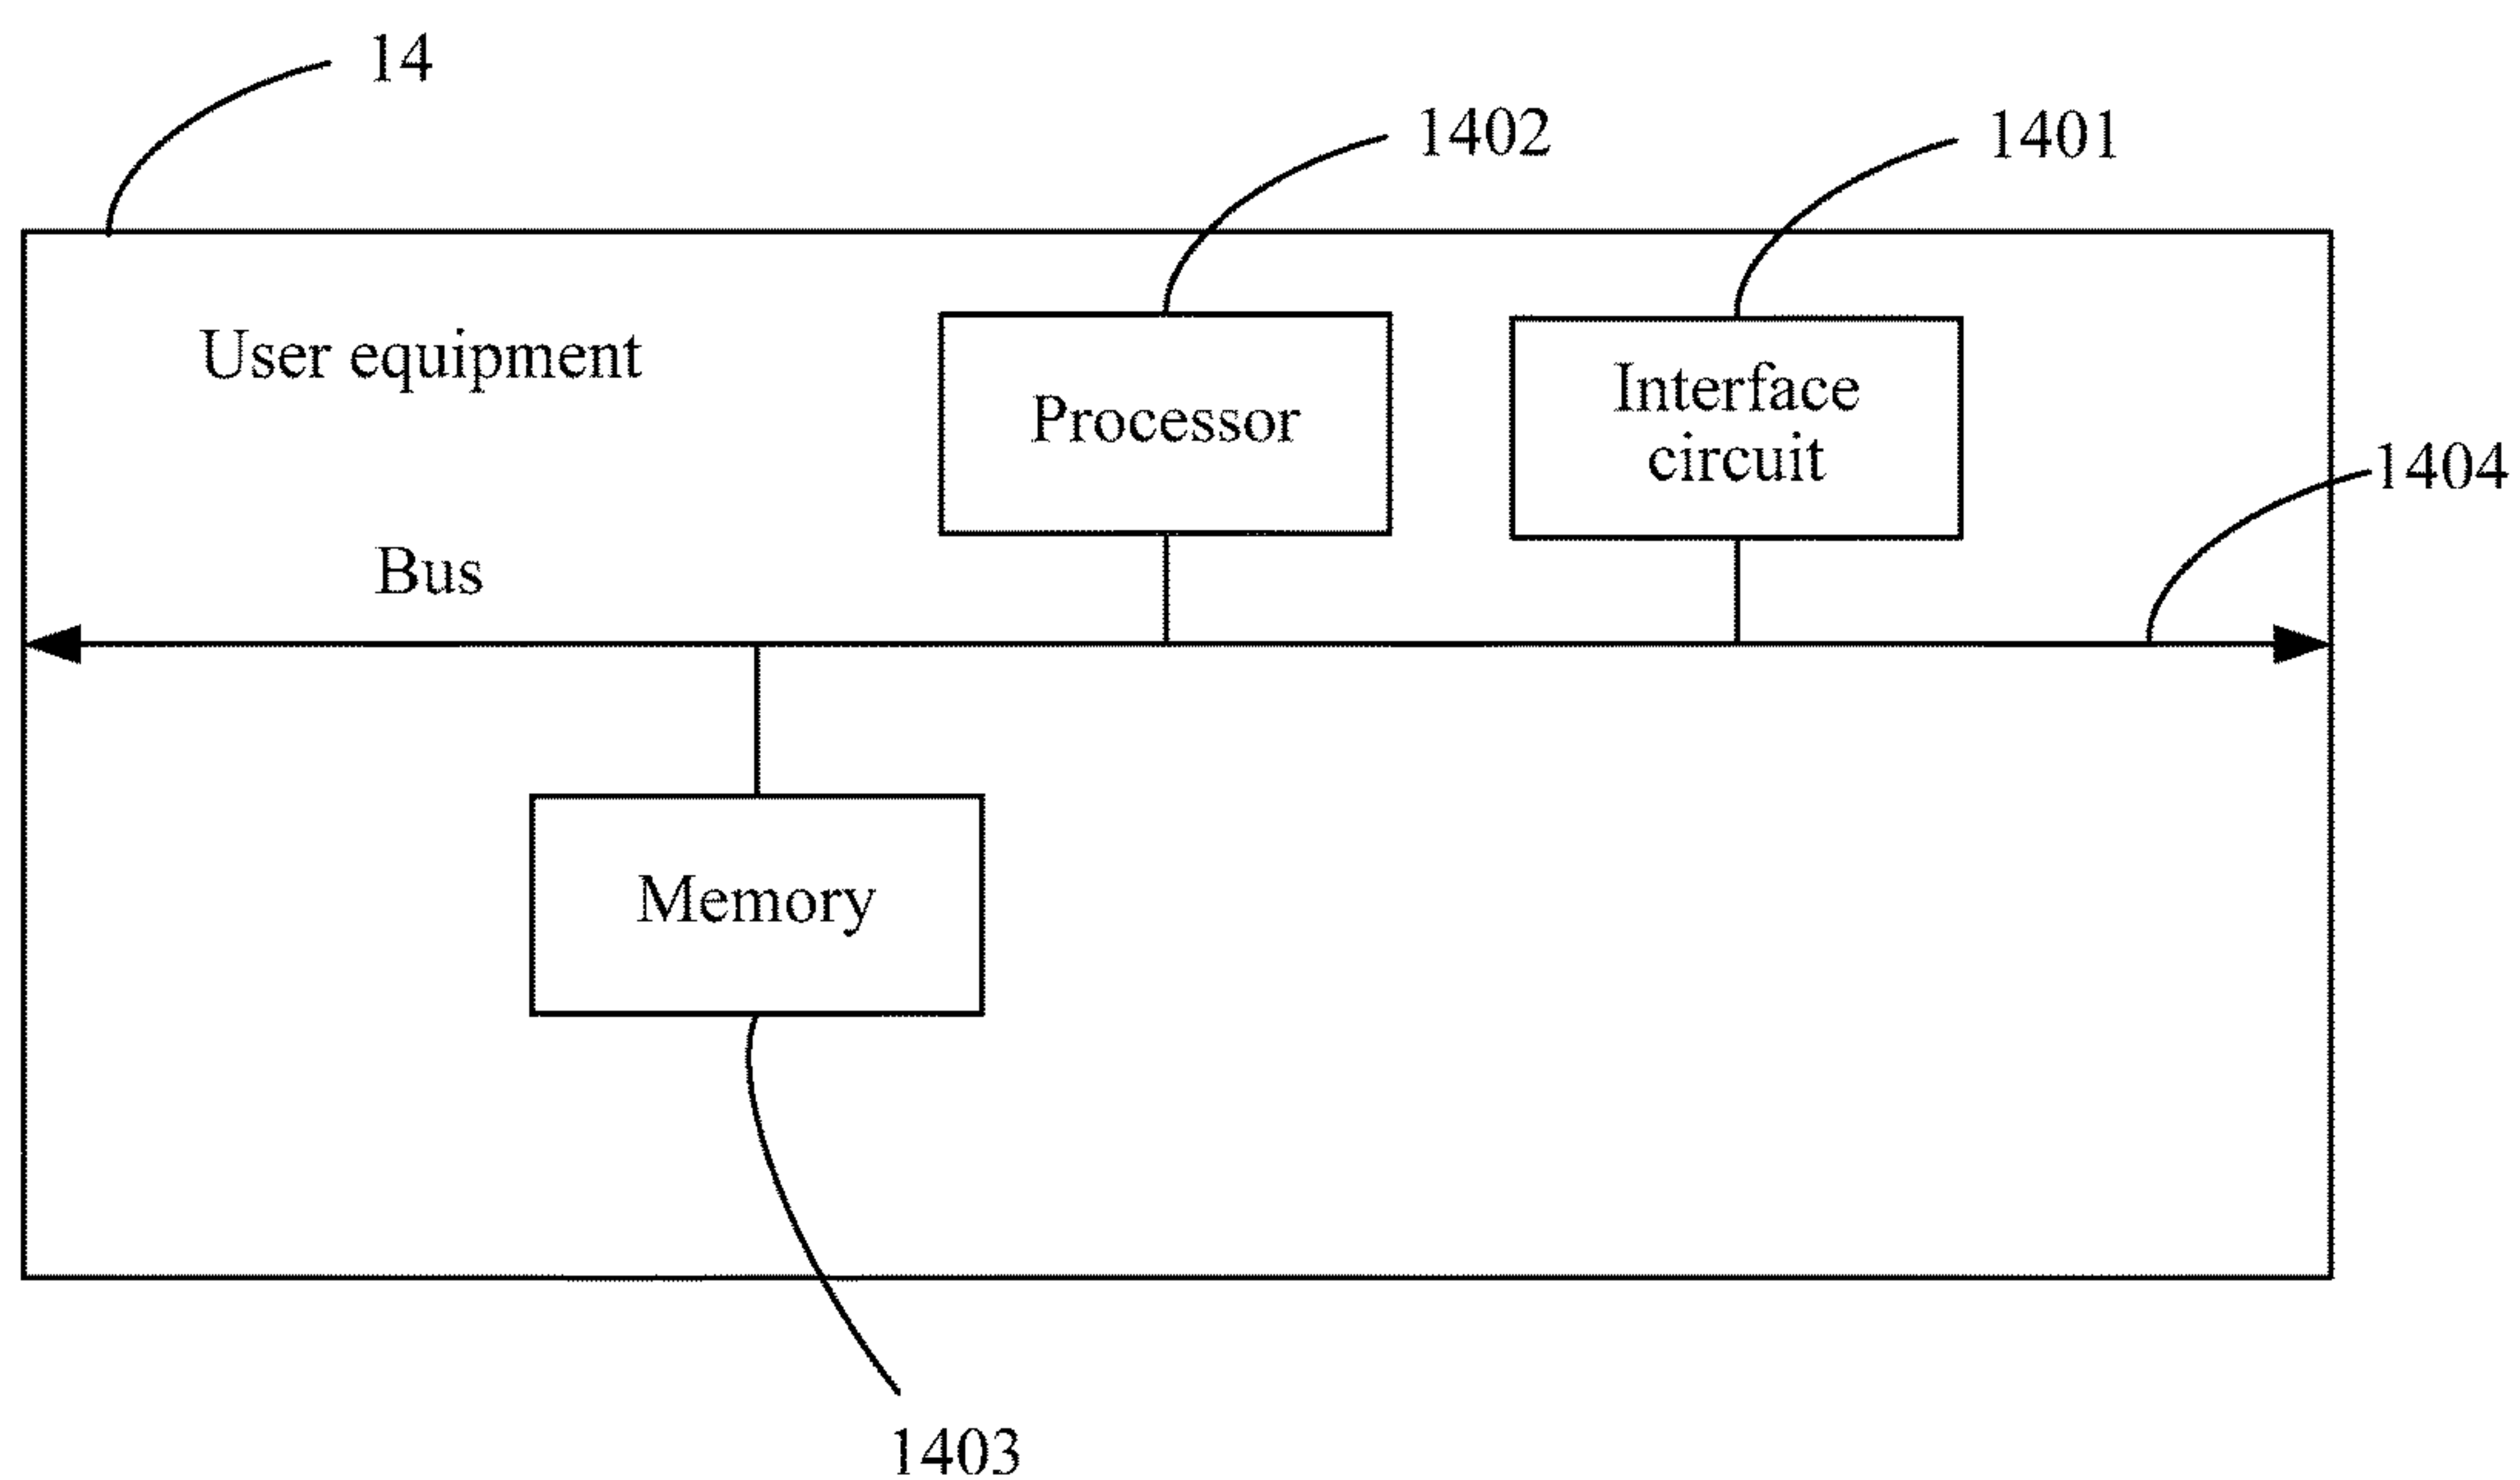 14
1402
1401
User equipment
Processor
Interface
circuit
1404
Bus
Memory
1403